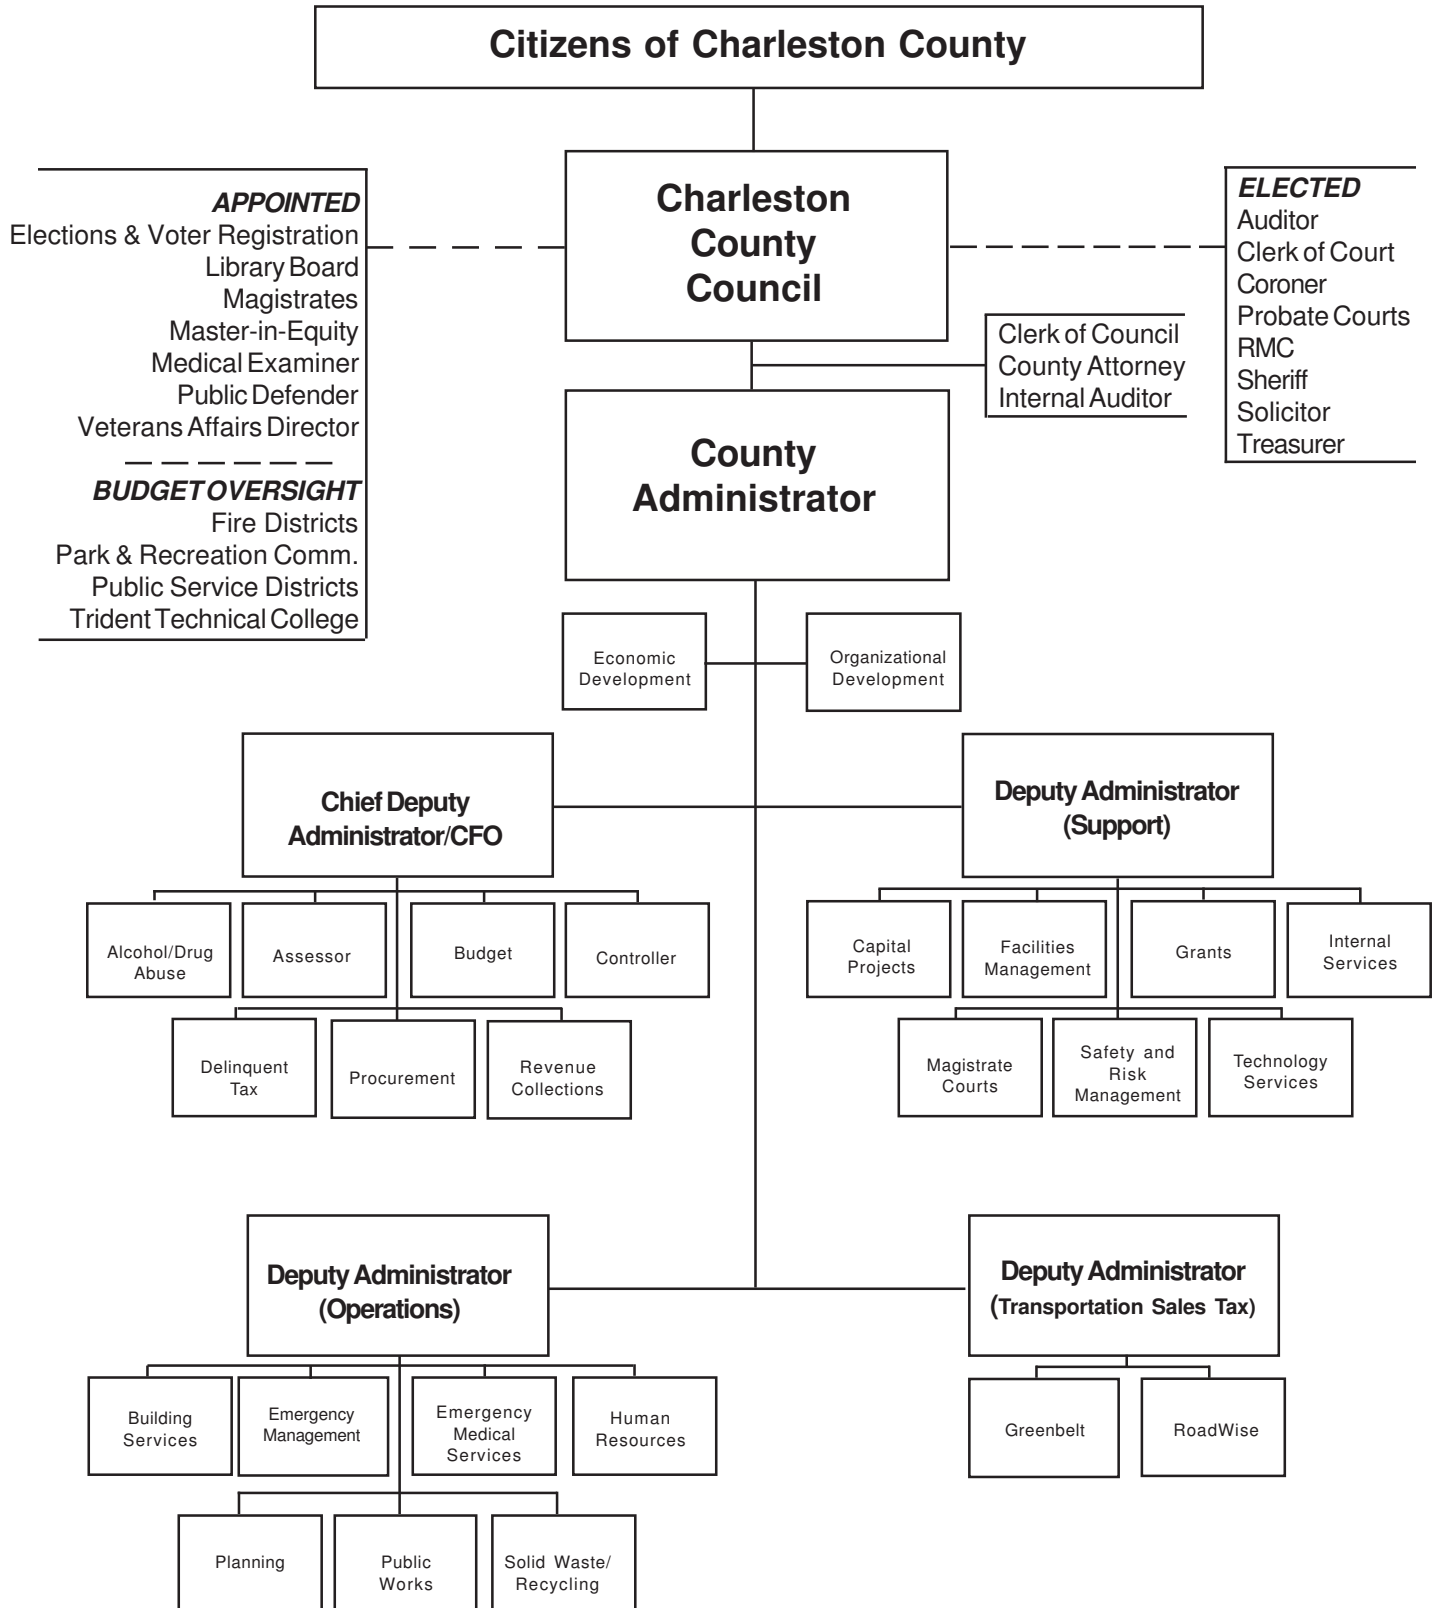 Citizens of Charleston County
Charleston
County
Council
APPOINTED
Elections & Voter Registration
Library Board
Magistrates
Master-in-Equity
Medical Examiner
Public Defender
Veterans Affairs Director
BUDGET OVERSIGHT
Fire Districts
Park & Recreation Comm.
Public Service Districts
Trident Technical College
ELECTED
Auditor
Clerk of Court
Coroner
Probate Courts
RMC
Sheriff
Solicitor
Treasurer
Clerk of Council
County Attorney
Internal Auditor
County
Administrator
Economic
Development
Organizational
Development
Chief Deputy
Administrator/CFO
Deputy Administrator
(Support)
Alcohol/Drug
Abuse
Assessor
Budget
Controller
Delinquent
Tax
Procurement
Revenue
Collections
Capital
Projects
Facilities
Management
Grants
Internal
Services
Magistrate
Courts
Safety and
Risk
Management
Technology
Services
Deputy Administrator
(Operations)
Deputy Administrator
(Transportation Sales Tax)
Building
Services
Emergency
Management
Emergency
Medical
Services
Human
Resources
Planning
Public
Works
Solid Waste/
Recycling
Greenbelt
RoadWise